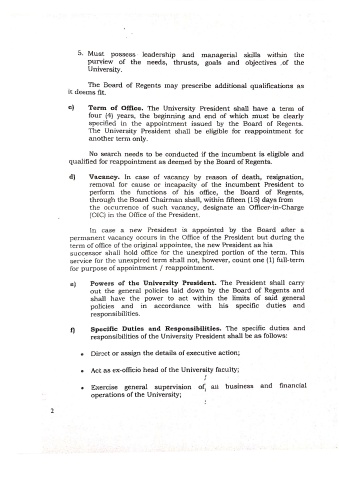 5. Must possess leadership and managerial skills within the
purview of the needs, thrusts, goals and objectives of the
University.
The Board of Regents may prescribe additional qualifications as
it deems fit.
c) Term of Office. The University President shall have a term of
four (4) years, the beginning and end of which must be clearly
specified in the appointment issued by the Board of Regents.
The University President shall be eligible for reappointment for
another term only.
No search needs to be conducted if the incumbent is eligible and
qualified for reappointment as deemed by the Board of Regents.
d) Vacancy. In case of vacancy by reason of death, resignation,
removal for cause or incapacity of the incumbent President to
perform the functions of his office, the Board of Regents,
through the Board Chairman shall, within fifteen (15) days from
the occurrence of such vacancy, designate an Officer-in-Charge
(OIC) in the Office of the President.
In case a new President is appointed by the Board after a
permanent vacancy occurs in the Office of the President but during the
term of office of the original appointee, the new President as his
successor shall hold office for the unexpired portion of the term. This
service for the unexpired term shall not, however, count one (1) full-term
for purpose of appointment / reappointment.
e) Powers of the University President. The President shall carry
out the general policies laid down by the Board of Regents and
shall have the power to act within the limits of said general
policies and in accordance with his specific duties and
responsibilities.
f) Specific Duties and Responsibilities. The specific duties and
responsibilities of the University President shall be as follows:
• Direct or assign the details of executive action;
• Act as ex-officio head of the University faculty;
• Exercise general supervision of all business and financial
operations of the University;
2